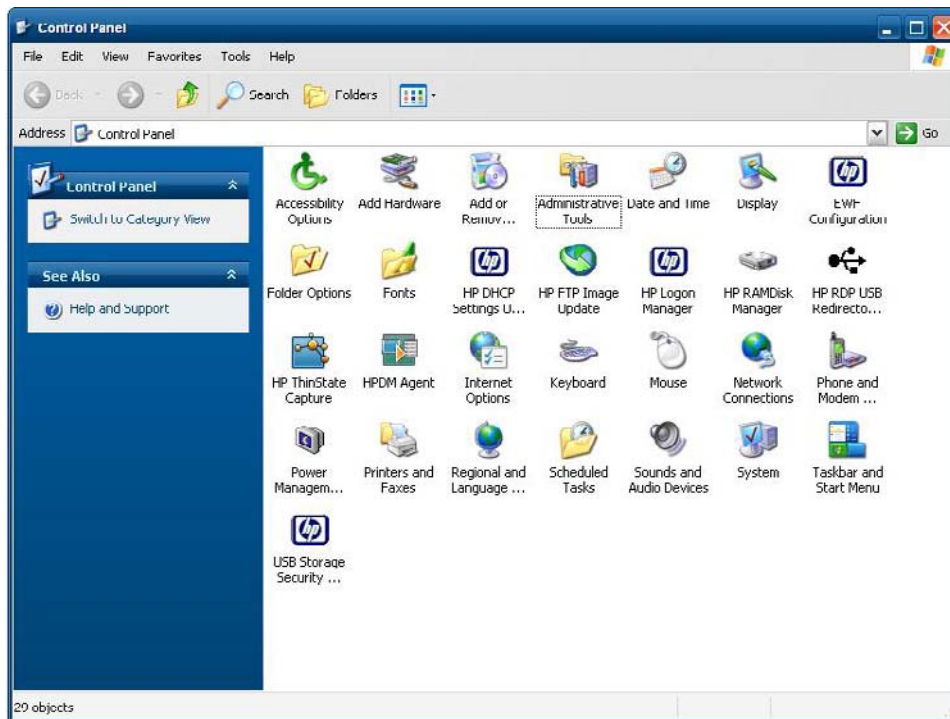 Control Panel
File Edit View Favorites Tools Help
Back Search Folders
Address Control Panel Go
Control Panel
Switch to Category View
See Also
Help and Support
Accessibility Options
Add Hardware
Add or Remov...
Administrative Tools
Date and Time
Display
EWF Configuration
Folder Options
Fonts
HP DHCP Settings U...
HP FTP Image Update
HP Logon Manager
HP RAMDisk Manager
HP RDP USB Redirecto...
HP ThinState Capture
HPDM Agent
Internet Options
Keyboard
Mouse
Network Connections
Phone and Modem ...
Power Managem...
Printers and Faxes
Regional and Language ...
Scheduled Tasks
Sounds and Audio Devices
System
Taskbar and Start Menu
USB Storage Security ...
29 objects